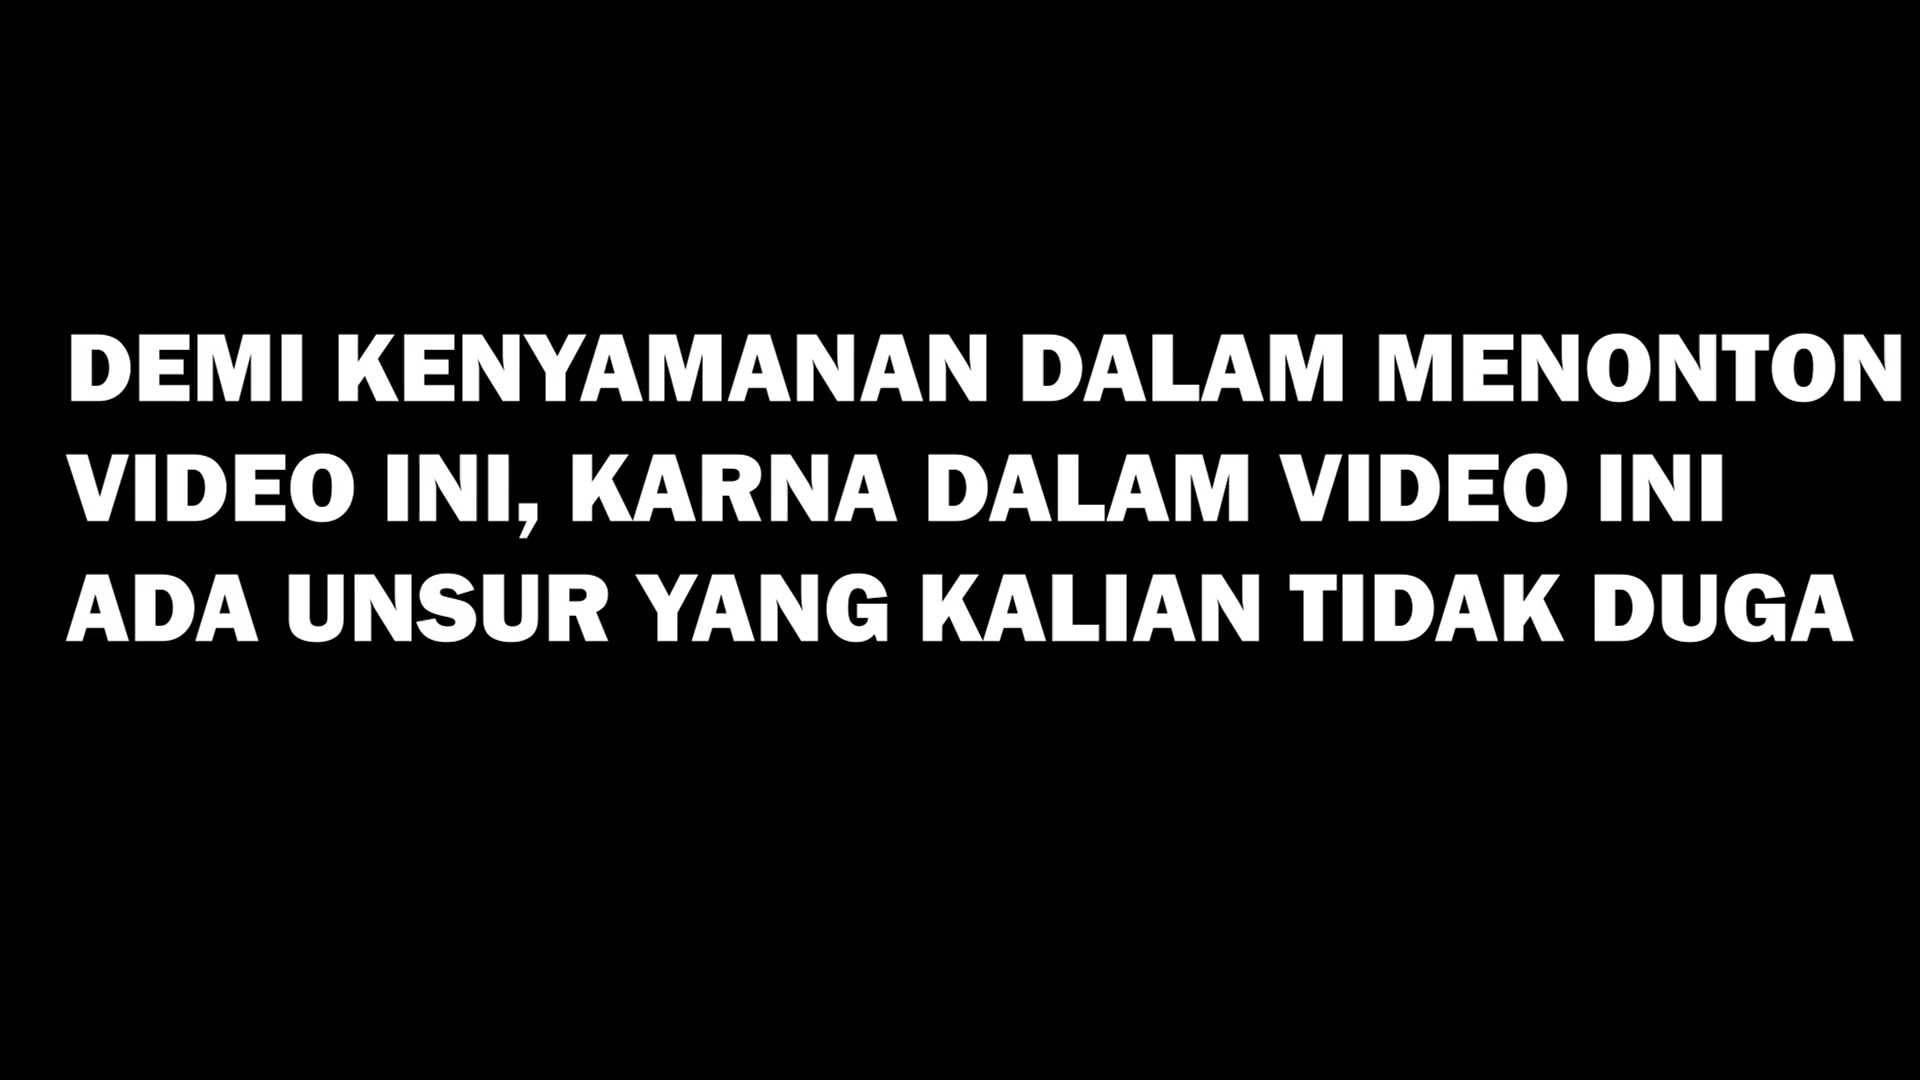 DEMI KENYAMANAN DALAM MENONTON
VIDEO INI, KARNA DALAM VIDEO INI
ADA UNSUR YANG KALIAN TIDAK DUGA